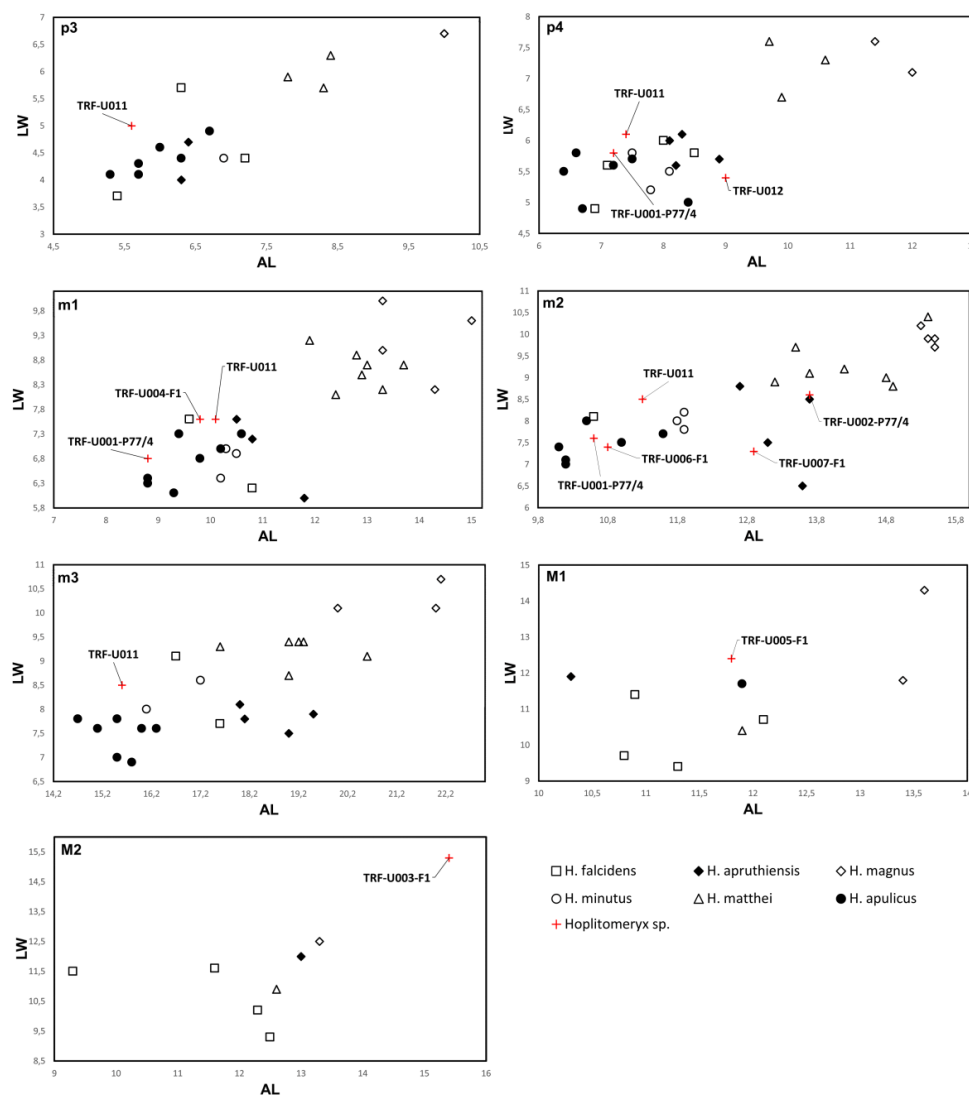 p3
7
6,5
6
5,5
5
4,5
4
3,5
3
LW
TRF-U011
4,5 5,5 6,5 7,5 8,5 9,5 10,5
AL
p4
8
7,5
7
6,5
6
5,5
5
4,5
LW
TRF-U011
TRF-U012
TRF-U001-P77/4
6 7 8 9 10 11 12
AL
m1
9,8
9,3
8,8
8,3
7,8
7,3
6,8
6,3
5,8
LW
TRF-U004-F1
TRF-U011
TRF-U001-P77/4
7 8 9 10 11 12 13 14 15
AL
m2
11
10,5
10
9,5
9
8,5
8
7,5
7
6,5
6
LW
TRF-U011
TRF-U002-P77/4
TRF-U006-F1
TRF-U007-F1
TRF-U001-P77/4
9,8 10,8 11,8 12,8 13,8 14,8 15,8
AL
m3
11
10,5
10
9,5
9
8,5
8
7,5
7
6,5
LW
TRF-U011
14,2 15,2 16,2 17,2 18,2 19,2 20,2 21,2 22,2
AL
M1
15
14
13
12
11
10
9
LW
TRF-U005-F1
10 10,5 11 11,5 12 12,5 13 13,5 14
AL
M2
15,5
14,5
13,5
12,5
11,5
10,5
9,5
8,5
LW
TRF-U003-F1
9 10 11 12 13 14 15 16
AL
H. falcidens H. apruthiensis H. magnus
H. minutus H. matthei H. apulicus
Hoplitomeryx sp.